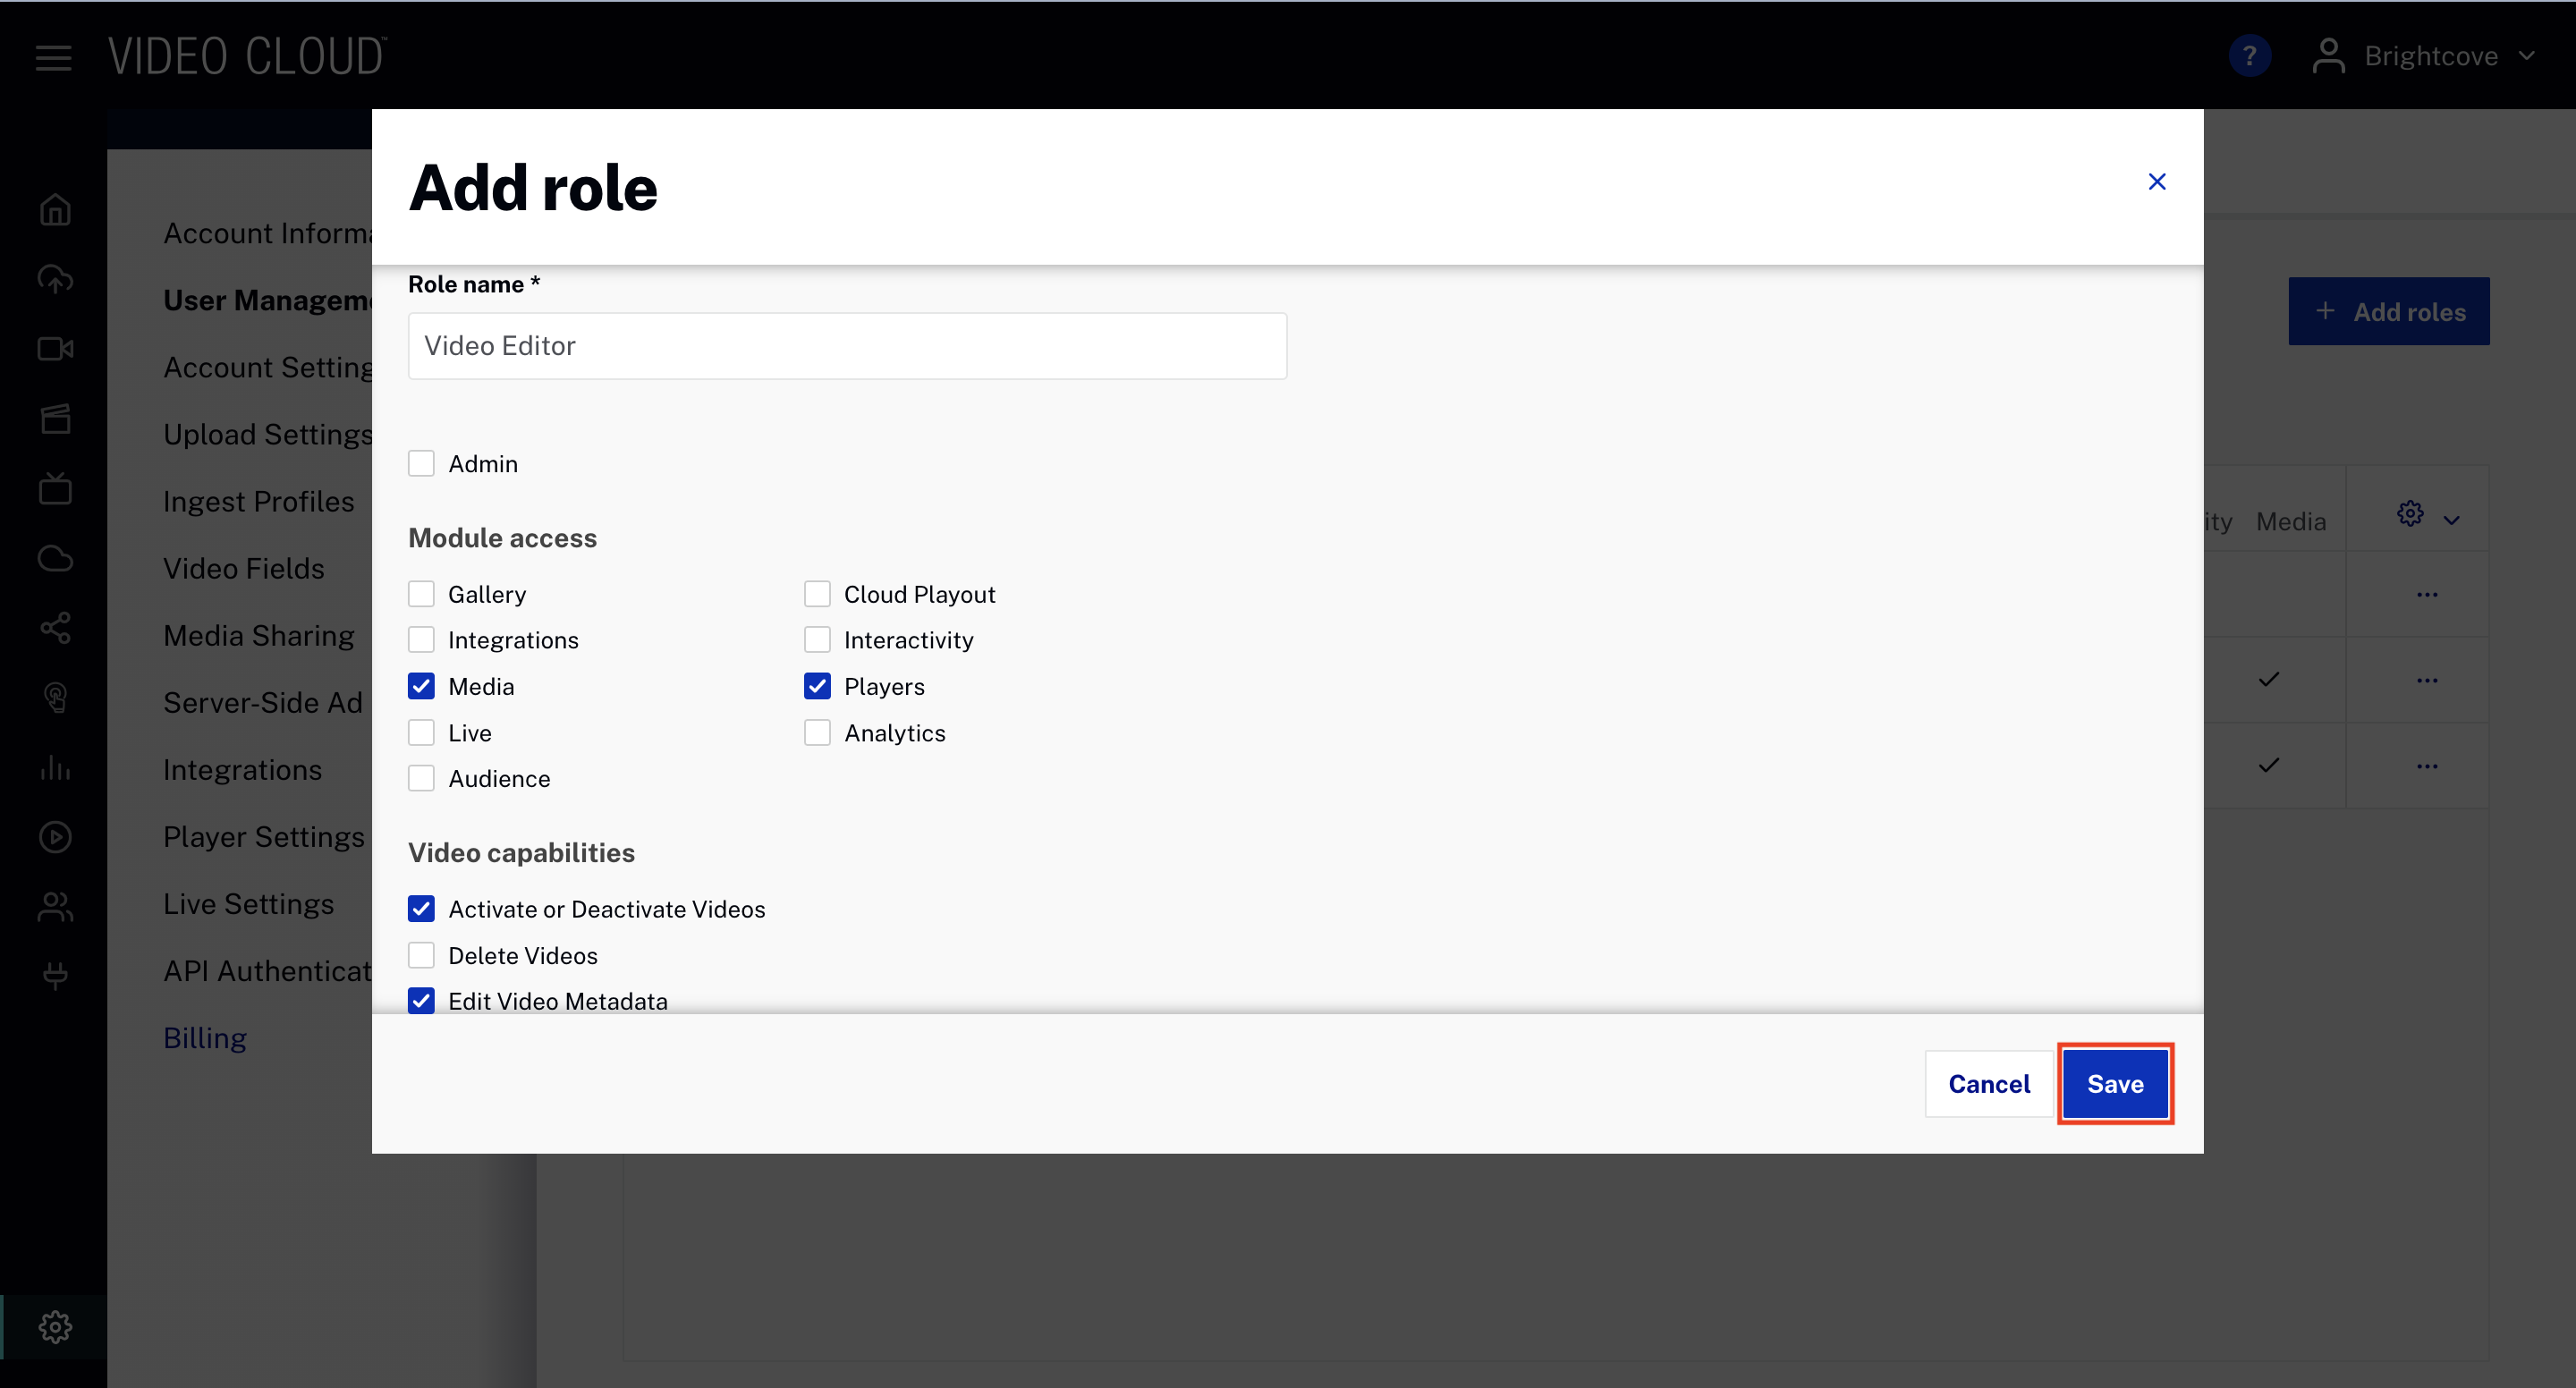 VIDEO CLOUD™
?
Brightcove
Add role
Account Informa
User Manageme
Account Setting
Upload Settings
Ingest Profiles
Video Fields
Media Sharing
Server-Side Ad
Integrations
Player Settings
Live Settings
API Authenticat
Billing
Role name *
Video Editor
Admin
Module access
Gallery
Cloud Playout
Integrations
Interactivity
Media
Players
Live
Analytics
Audience
Video capabilities
Activate or Deactivate Videos
Delete Videos
Edit Video Metadata
Cancel
Save
+ Add roles
ity Media